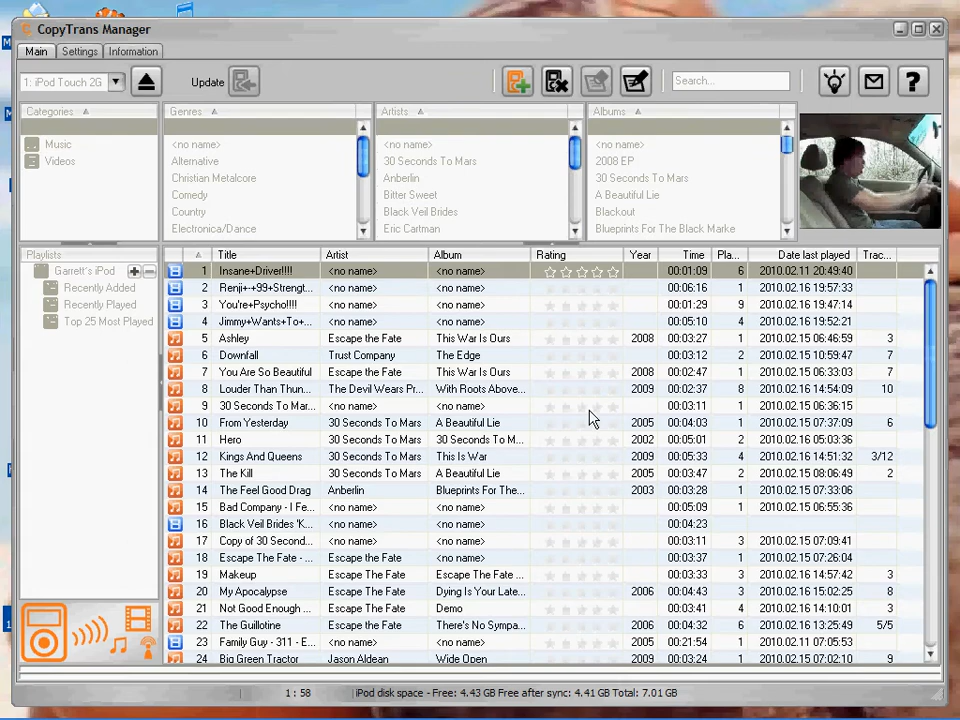 CopyTrans Manager
Main Settings Information
1: iPod Touch 2G Update Search...
Categories Genres Artists Albums
Music <no name> <no name> <no name>
Videos Alternative 30 Seconds To Mars 2008 EP
Christian Metalcore Anberlin 30 Seconds To Mars
Comedy Bitter Sweet A Beautiful Lie
Country Black Veil Brides Blackout
Electronica/Dance Eric Cartman Blueprints For The Black Marke
Playlists
Garrett's iPod
Recently Added
Recently Played
Top 25 Most Played
Title Artist Album Rating Year Time Pla... Date last played Trac...
1 Insane+Driver!!!! <no name> <no name> 00:01:09 6 2010.02.11 20:49:40
2 Renji+-+99+Strengt... <no name> <no name> 00:06:16 1 2010.02.16 19:57:33
3 You're+Psycho!!!! <no name> <no name> 00:01:29 9 2010.02.16 19:47:14
4 Jimmy+Wants+To+... <no name> <no name> 00:05:10 4 2010.02.16 19:52:21
5 Ashley Escape the Fate This War Is Ours 2008 00:03:27 1 2010.02.15 06:46:59 3
6 Downfall Trust Company The Edge 00:03:12 2 2010.02.15 10:59:47 7
7 You Are So Beautiful Escape the Fate This War Is Ours 2008 00:02:47 1 2010.02.15 06:33:03 7
8 Louder Than Thun... The Devil Wears Pr... With Roots Above... 2009 00:02:37 8 2010.02.16 14:54:09 10
9 30 Seconds To Mar... <no name> <no name> 00:03:11 1 2010.02.15 06:36:15
10 From Yesterday 30 Seconds To Mars A Beautiful Lie 2005 00:04:03 1 2010.02.15 07:37:09 6
11 Hero 30 Seconds To Mars 30 Seconds To M... 2002 00:05:01 2 2010.02.16 05:03:36
12 Kings And Queens 30 Seconds To Mars This Is War 2009 00:05:33 4 2010.02.16 14:51:32 3/12
13 The Kill 30 Seconds To Mars A Beautiful Lie 2005 00:03:47 2 2010.02.15 08:06:49 2
14 The Feel Good Drag Anberlin Blueprints For The... 2003 00:03:28 1 2010.02.15 07:33:06
15 Bad Company - I Fe... <no name> <no name> 00:05:09 1 2010.02.15 06:55:36
16 Black Veil Brides 'K... <no name> <no name> 00:04:23
17 Copy of 30 Second... <no name> <no name> 00:03:11 3 2010.02.15 07:09:41
18 Escape The Fate - ... Escape the Fate <no name> 00:03:37 1 2010.02.15 07:26:04
19 Makeup Escape The Fate Escape The Fate ... 00:03:33 3 2010.02.16 14:57:42 3
20 My Apocalypse Escape The Fate Dying Is Your Late... 2006 00:03:53 3 2010.02.16 15:02:25 8
21 Not Good Enough ... Escape The Fate Demo 00:03:41 4 2010.02.16 14:10:01 3
22 The Guillotine Escape the Fate There's No Sympa... 2006 00:04:32 6 2010.02.16 13:25:49 5/5
23 Family Guy - 311 - E... <no name> <no name> 2005 00:21:54 1 2010.02.11 07:05:53
24 Big Green Tractor Jason Aldean Wide Open 2009 00:03:24 1 2010.02.15 07:02:10 9
1 : 58 iPod disk space - Free: 4.43 GB Free after sync: 4.41 GB Total: 7.01 GB